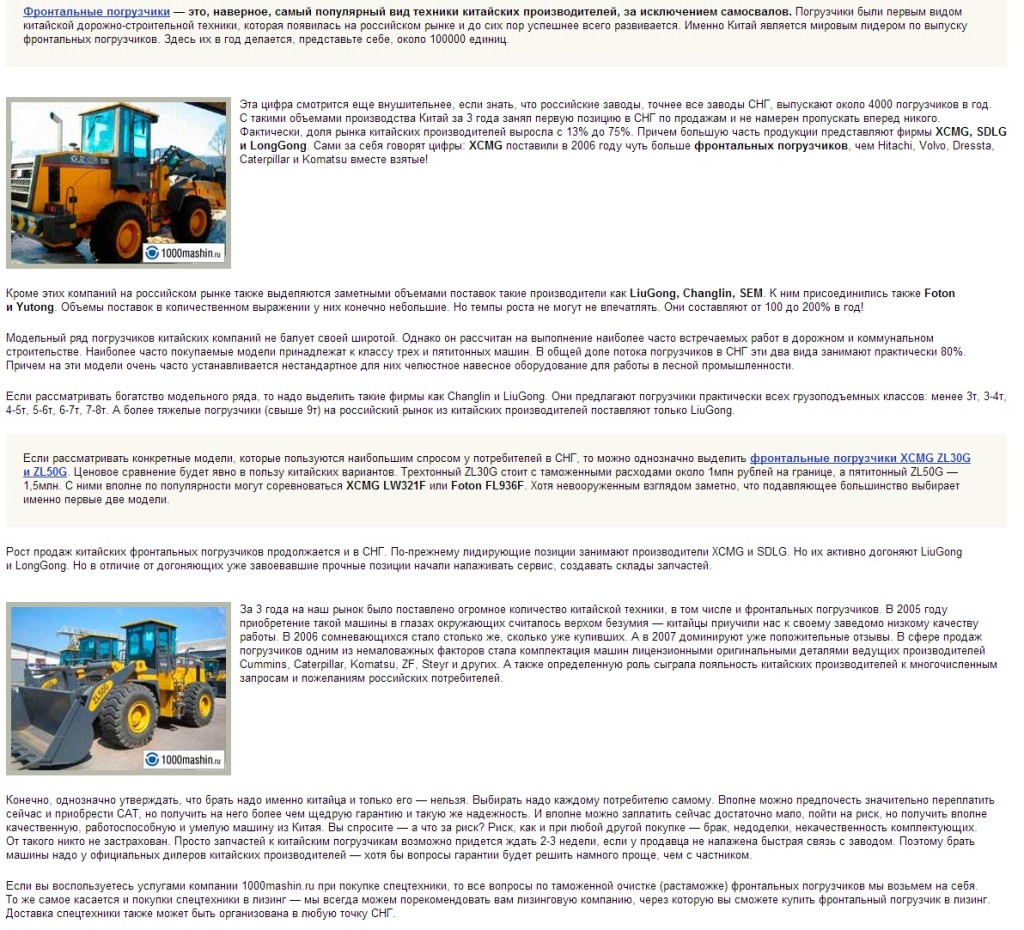 Фронтальные погрузчики — это, наверное, самый популярный вид техники китайских производителей, за исключением самосвалов. Погрузчики были первым видом
китайской дорожно-строительной техники, которая появилась на российском рынке и до сих пор успешнее всего развивается. Именно Китай является мировым лидером по выпуску
фронтальных погрузчиков. Здесь их в год делается, представьте себе, около 100000 единиц.
Эта цифра смотрится еще внушительнее, если знать, что российские заводы, точнее все заводы СНГ, выпускают около 4000 погрузчиков в год.
С такими объемами производства Китай за 3 года занял первую позицию в СНГ по продажам и не намерен пропускать вперед никого.
Фактически, доля рынка китайских производителей выросла с 13% до 75%. Причем большую часть продукции представляют фирмы XCMG, SDLG
и LongGong. Сами за себя говорят цифры: XCMG поставили в 2006 году чуть больше фронтальных погрузчиков, чем Hitachi, Volvo, Dressta,
Caterpillar и Komatsu вместе взятые!
1000mashin.ru
Кроме этих компаний на российском рынке также выделяются заметными объемами поставок такие производители как LiuGong, Changlin, SEM. К ним присоединились также Foton
и Yutong. Объемы поставок в количественном выражении у них конечно небольшие. Но темпы роста не могут не впечатлять. Они составляют от 100 до 200% в год!
Модельный ряд погрузчиков китайских компаний не балует своей широтой. Однако он рассчитан на выполнение наиболее часто встречаемых работ в дорожном и коммунальном
строительстве. Наиболее часто покупаемые модели принадлежат к классу трех и пятитонных машин. В общей доле потока погрузчиков в СНГ эти два вида занимают практически 80%.
Причем на эти модели очень часто устанавливается нестандартное для них челюстное навесное оборудование для работы в лесной промышленности.
Если рассматривать богатство модельного ряда, то надо выделить такие фирмы как Changlin и LiuGong. Они предлагают погрузчики практически всех грузоподъемных классов: менее 3т, 3-4т,
4-5т, 5-6т, 6-7т, 7-8т. А более тяжелые погрузчики (свыше 9т) на российский рынок из китайских производителей поставляют только LiuGong.
Если рассматривать конкретные модели, которые пользуются наибольшим спросом у потребителей в СНГ, то можно однозначно выделить фронтальные погрузчики XCMG ZL30G
и ZL50G. Ценовое сравнение будет явно в пользу китайских вариантов. Трехтонный ZL30G стоит с таможенными расходами около 1млн рублей на границе, а пятитонный ZL50G —
1,5млн. С ними вполне по популярности могут соревноваться XCMG LW321F или Foton FL936F. Хотя невооруженным взглядом заметно, что подавляющее большинство выбирает
именно первые две модели.
Рост продаж китайских фронтальных погрузчиков продолжается и в СНГ. По-прежнему лидирующие позиции занимают производители XCMG и SDLG. Но их активно догоняют LiuGong
и LongGong. Но в отличие от догоняющих уже завоевавшие прочные позиции начали налаживать сервис, создавать склады запчастей.
За 3 года на наш рынок было поставлено огромное количество китайской техники, в том числе и фронтальных погрузчиков. В 2005 году
приобретение такой машины в глазах окружающих считалось верхом безумия — китайцы приучили нас к своему заведомо низкому качеству
работы. В 2006 сомневающихся стало столько же, сколько уже купивших. А в 2007 доминируют уже положительные отзывы. В сфере продаж
погрузчиков одним из немаловажных факторов стала комплектация машин лицензионными оригинальными деталями ведущих производителей
Cummins, Caterpillar, Komatsu, ZF, Steyr и других. А также определенную роль сыграла лояльность китайских производителей к многочисленным
запросам и пожеланиям российских потребителей.
ZL50G
1000mashin.ru
Конечно, однозначно утверждать, что брать надо именно китайца и только его — нельзя. Выбирать надо каждому потребителю самому. Вполне можно предпочесть значительно переплатить
сейчас и приобрести CAT, но получить на него более чем щедрую гарантию и такую же надежность. И вполне можно заплатить сейчас достаточно мало, пойти на риск, но получить вполне
качественную, работоспособную и умелую машину из Китая. Вы спросите — а что за риск? Риск, как и при любой другой покупке — брак, недоделки, некачественность комплектующих.
От такого никто не застрахован. Просто запчастей к китайским погрузчикам возможно придется ждать 2-3 недели, если у продавца не налажена быстрая связь с заводом. Поэтому брать
машины надо у официальных дилеров китайских производителей — хотя бы вопросы гарантии будет решить намного проще, чем с частником.
Если вы воспользуетесь услугами компании 1000mashin.ru при покупке спецтехники, то все вопросы по таможенной очистке (растаможке) фронтальных погрузчиков мы возьмем на себя.
То же самое касается и покупки спецтехники в лизинг — мы всегда можем порекомендовать вам лизинговую компанию, через которую вы сможете купить фронтальный погрузчик в лизинг.
Доставка спецтехники также может быть организована в любую точку СНГ.